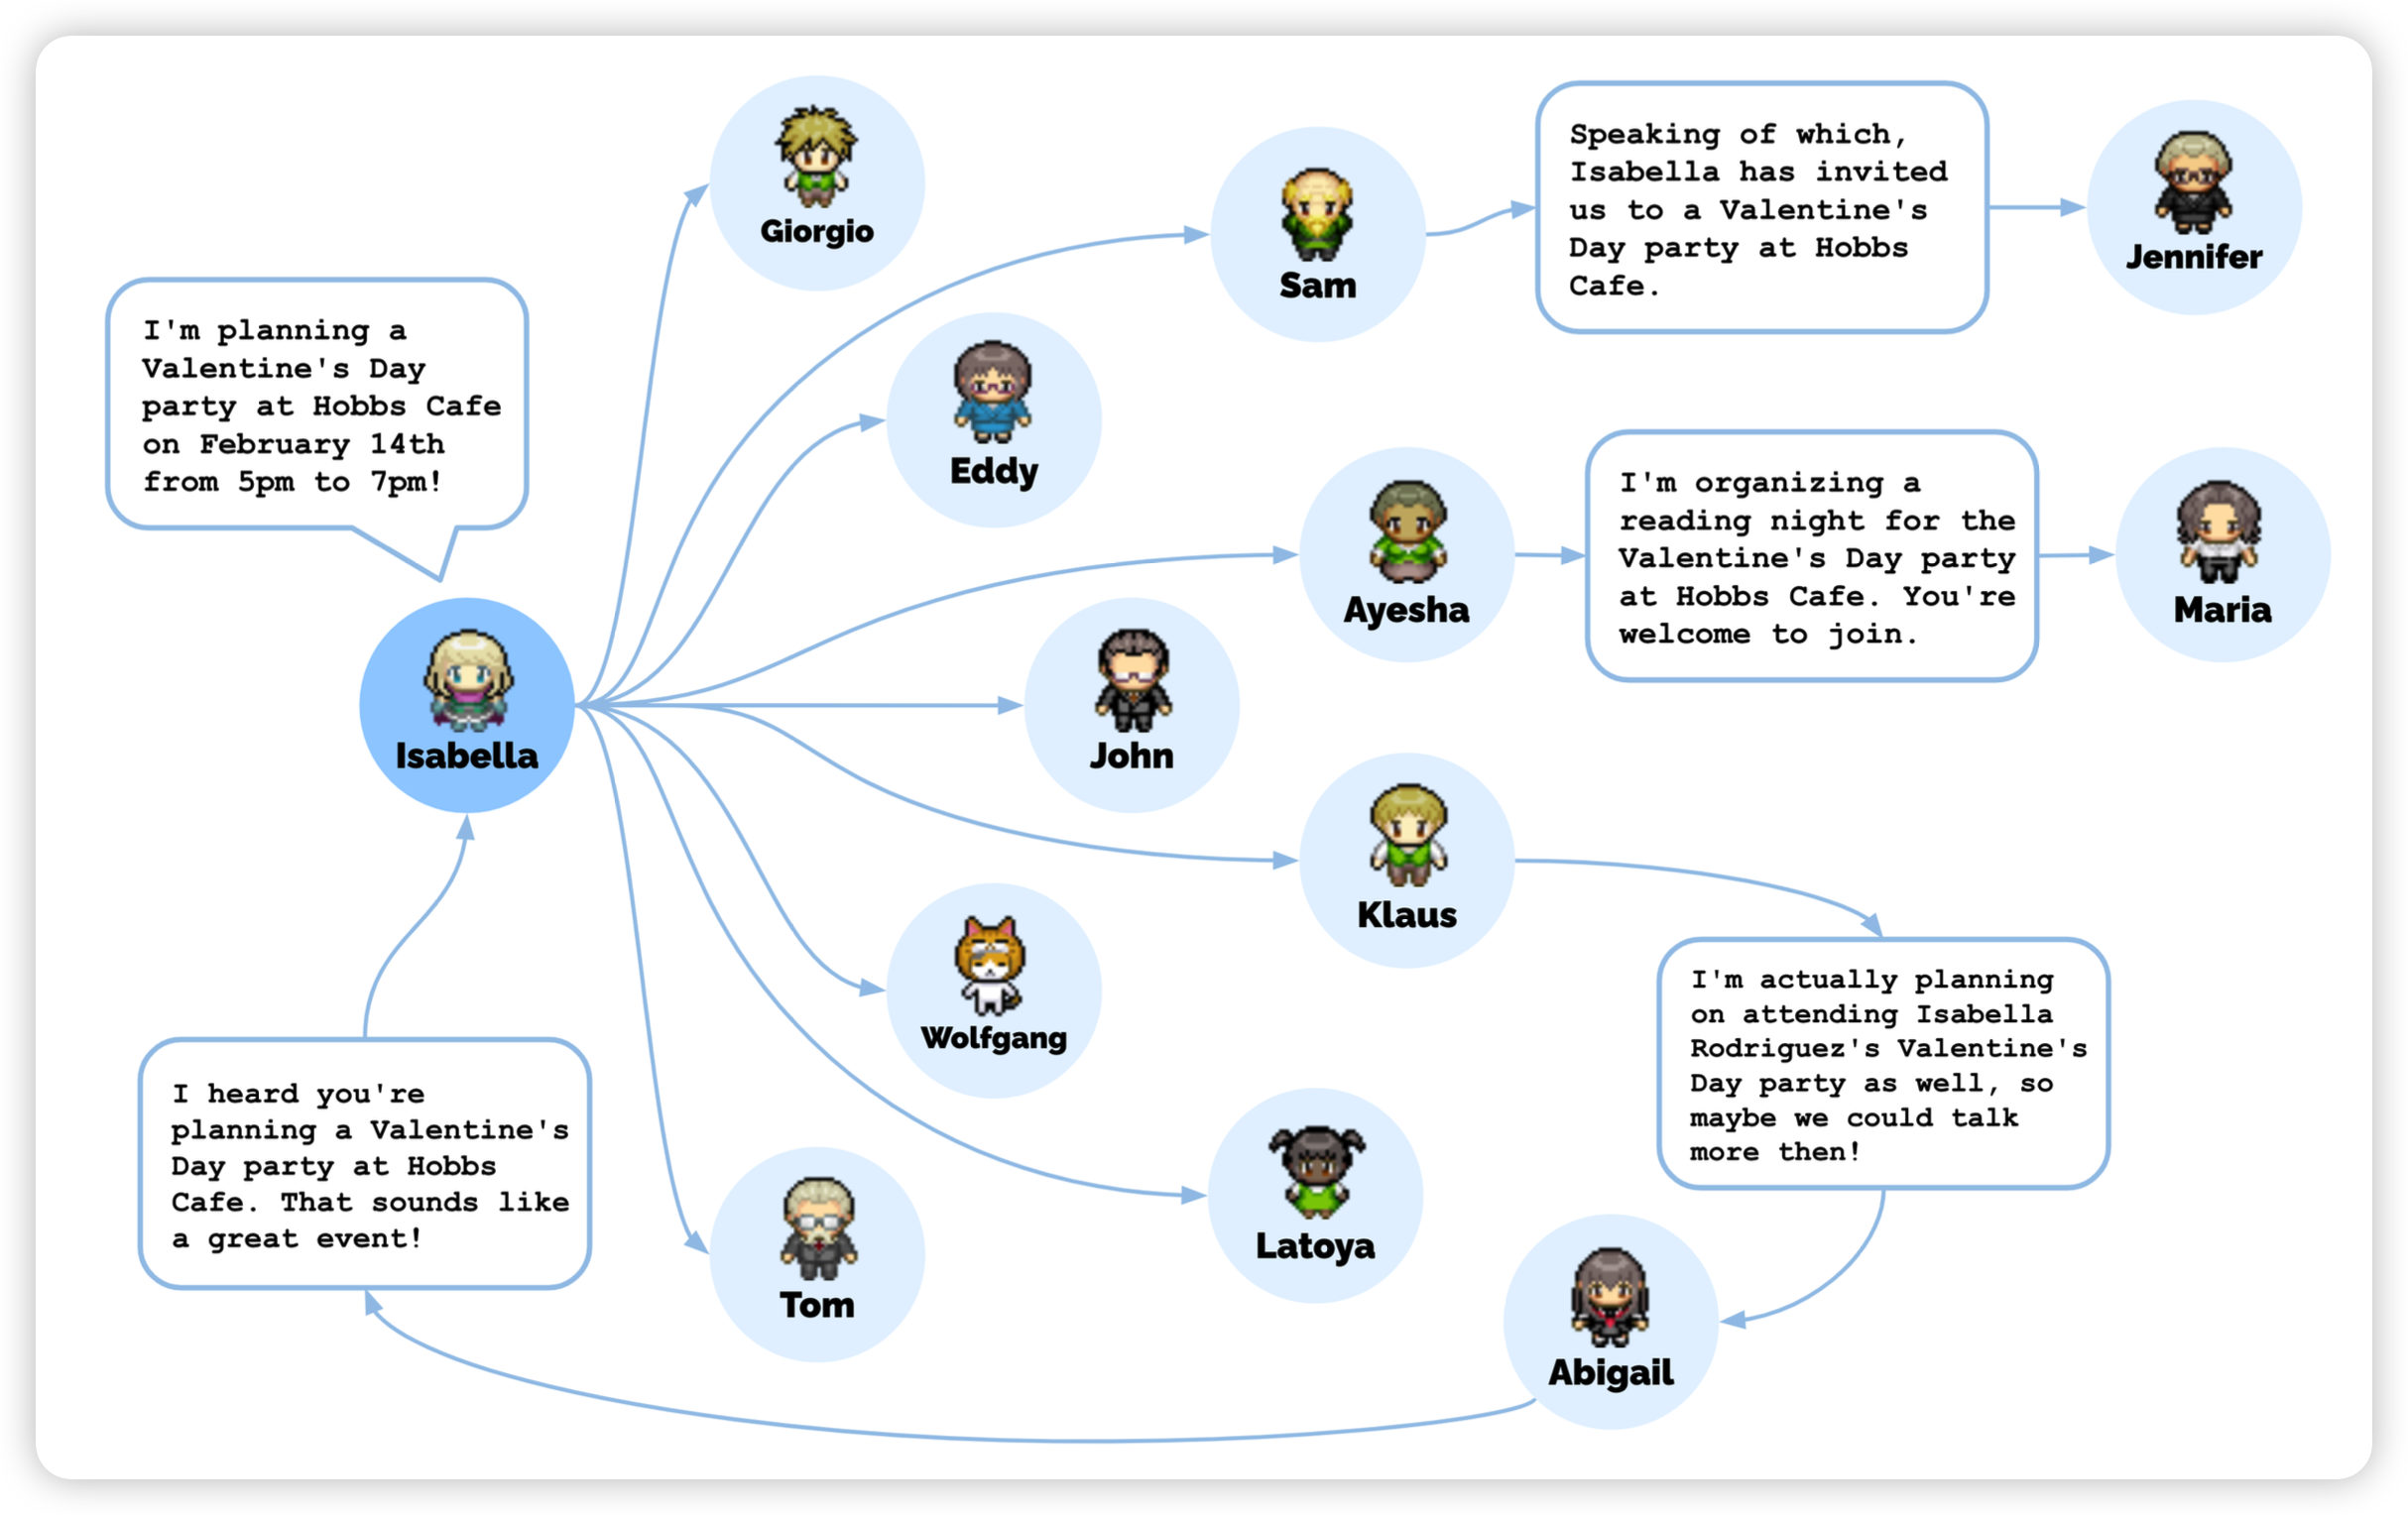 I'm planning a
Valentine's Day
party at Hobbs Cafe
on February 14th
from 5pm to 7pm!
Isabella
Giorgio
Sam
Speaking of which,
Isabella has invited
us to a Valentine's
Day party at Hobbs
Cafe.
Jennifer
Eddy
Ayesha
I'm organizing a
reading night for the
Valentine's Day party
at Hobbs Cafe. You're
welcome to join.
Maria
John
Klaus
I'm actually planning
on attending Isabella
Rodriguez's Valentine's
Day party as well, so
maybe we could talk
more then!
Wolfgang
Latoya
Tom
Abigail
I heard you're
planning a Valentine's
Day party at Hobbs
Cafe. That sounds like
a great event!